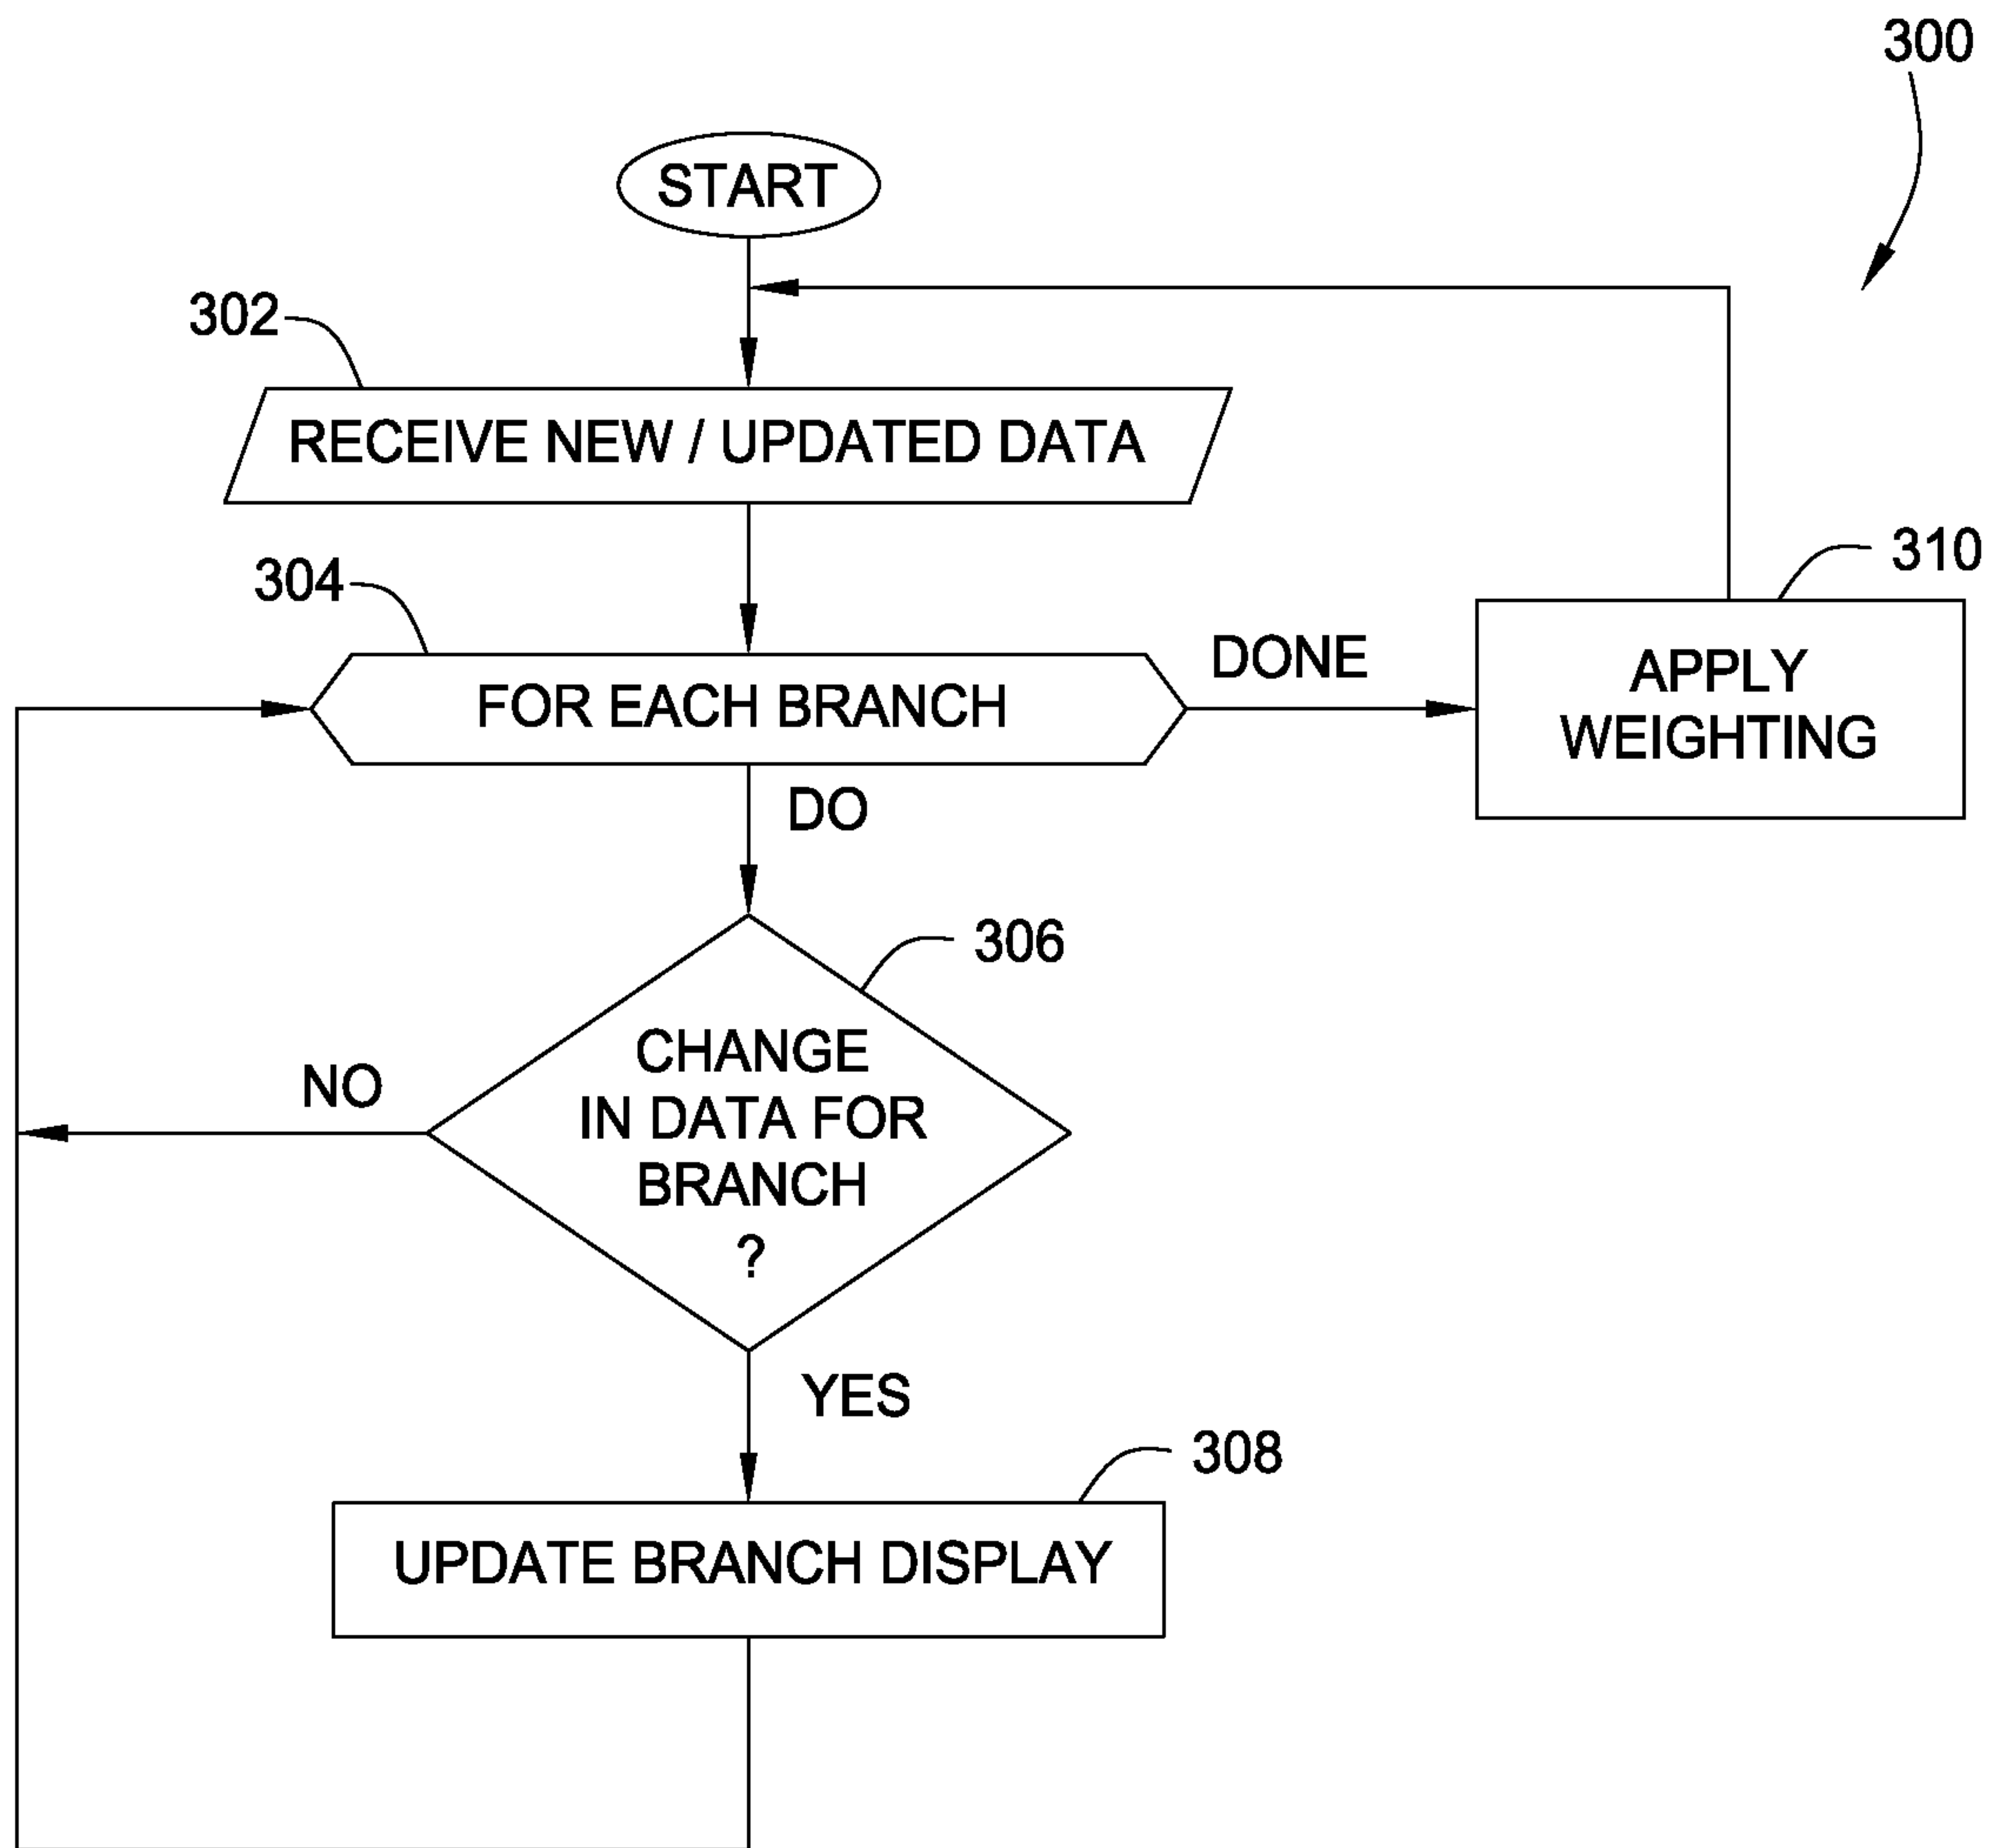 300
START
302
RECEIVE NEW / UPDATED DATA
304
310
FOR EACH BRANCH
DONE
APPLY
WEIGHTING
DO
306
CHANGE
IN DATA FOR
BRANCH
?
NO
YES
308
UPDATE BRANCH DISPLAY